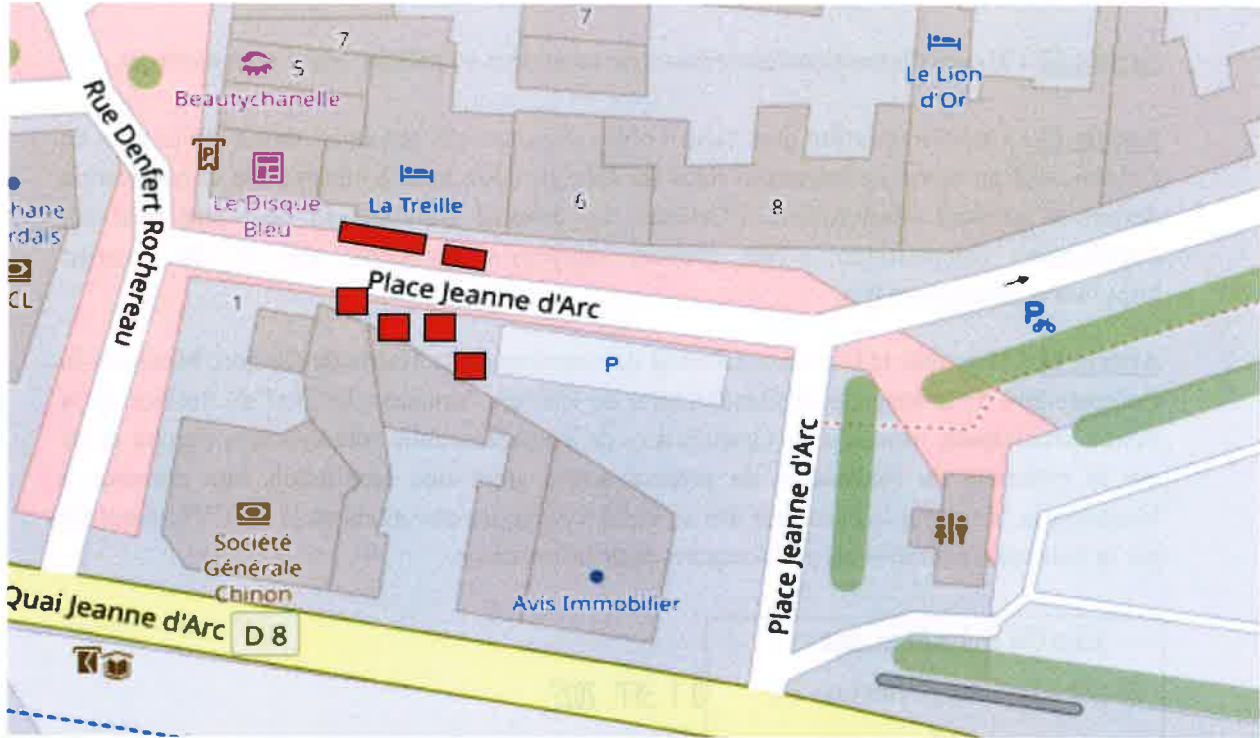 7
7
5
Beautychanelle
Le Lion
d'Or
Rue Denfert Rochereau
P
Le Disque
Bleu
La Treille
6
8
hane
rdais
CL
Place Jeanne d'Arc
1
P
P
Place Jeanne d'Arc
Société
Générale
Chinon
Avis Immobilier
Quai Jeanne d'Arc
D 8